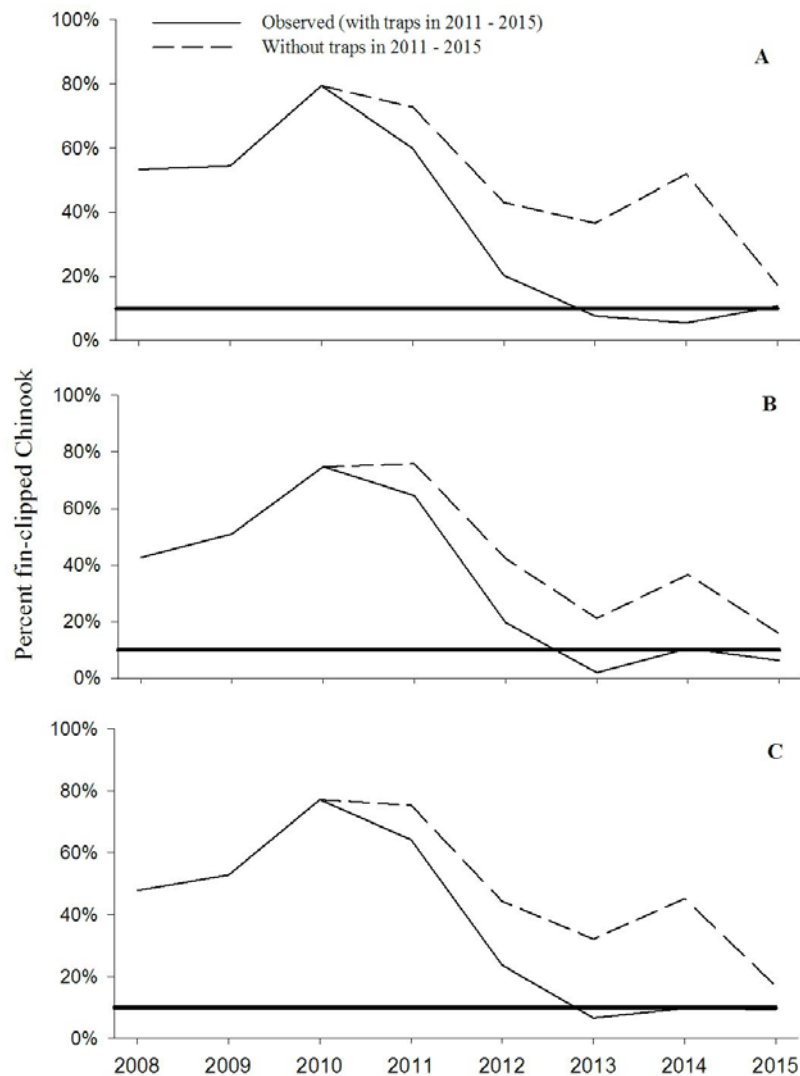 Observed (with traps in 2011 - 2015)
Without traps in 2011 - 2015
A
100%
80%
60%
40%
20%
0%
B
100%
80%
60%
40%
20%
0%
C
100%
80%
60%
40%
20%
0%
Percent fin-clipped Chinook
2008 2009 2010 2011 2012 2013 2014 2015